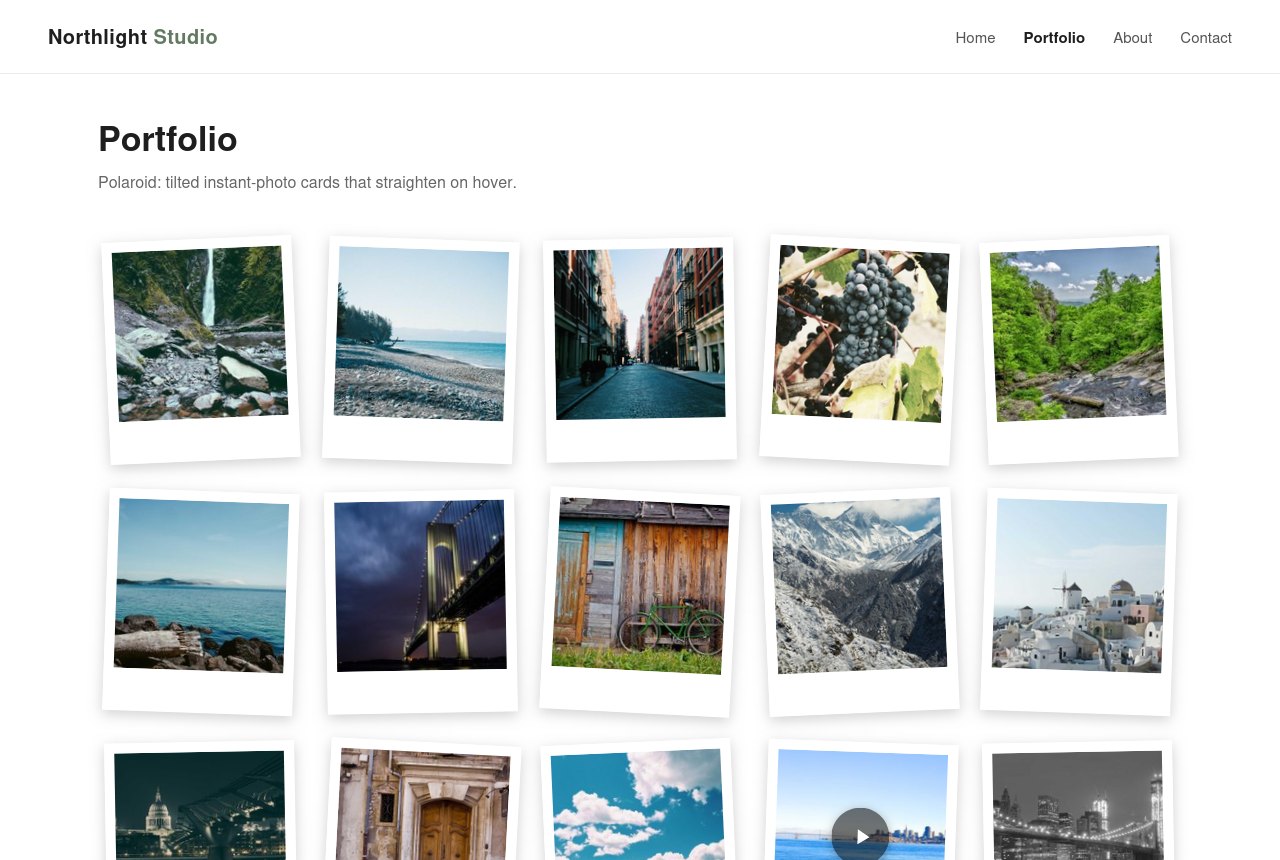 Northlight Studio
Home Portfolio About Contact
Portfolio
Polaroid: tilted instant-photo cards that straighten on hover.